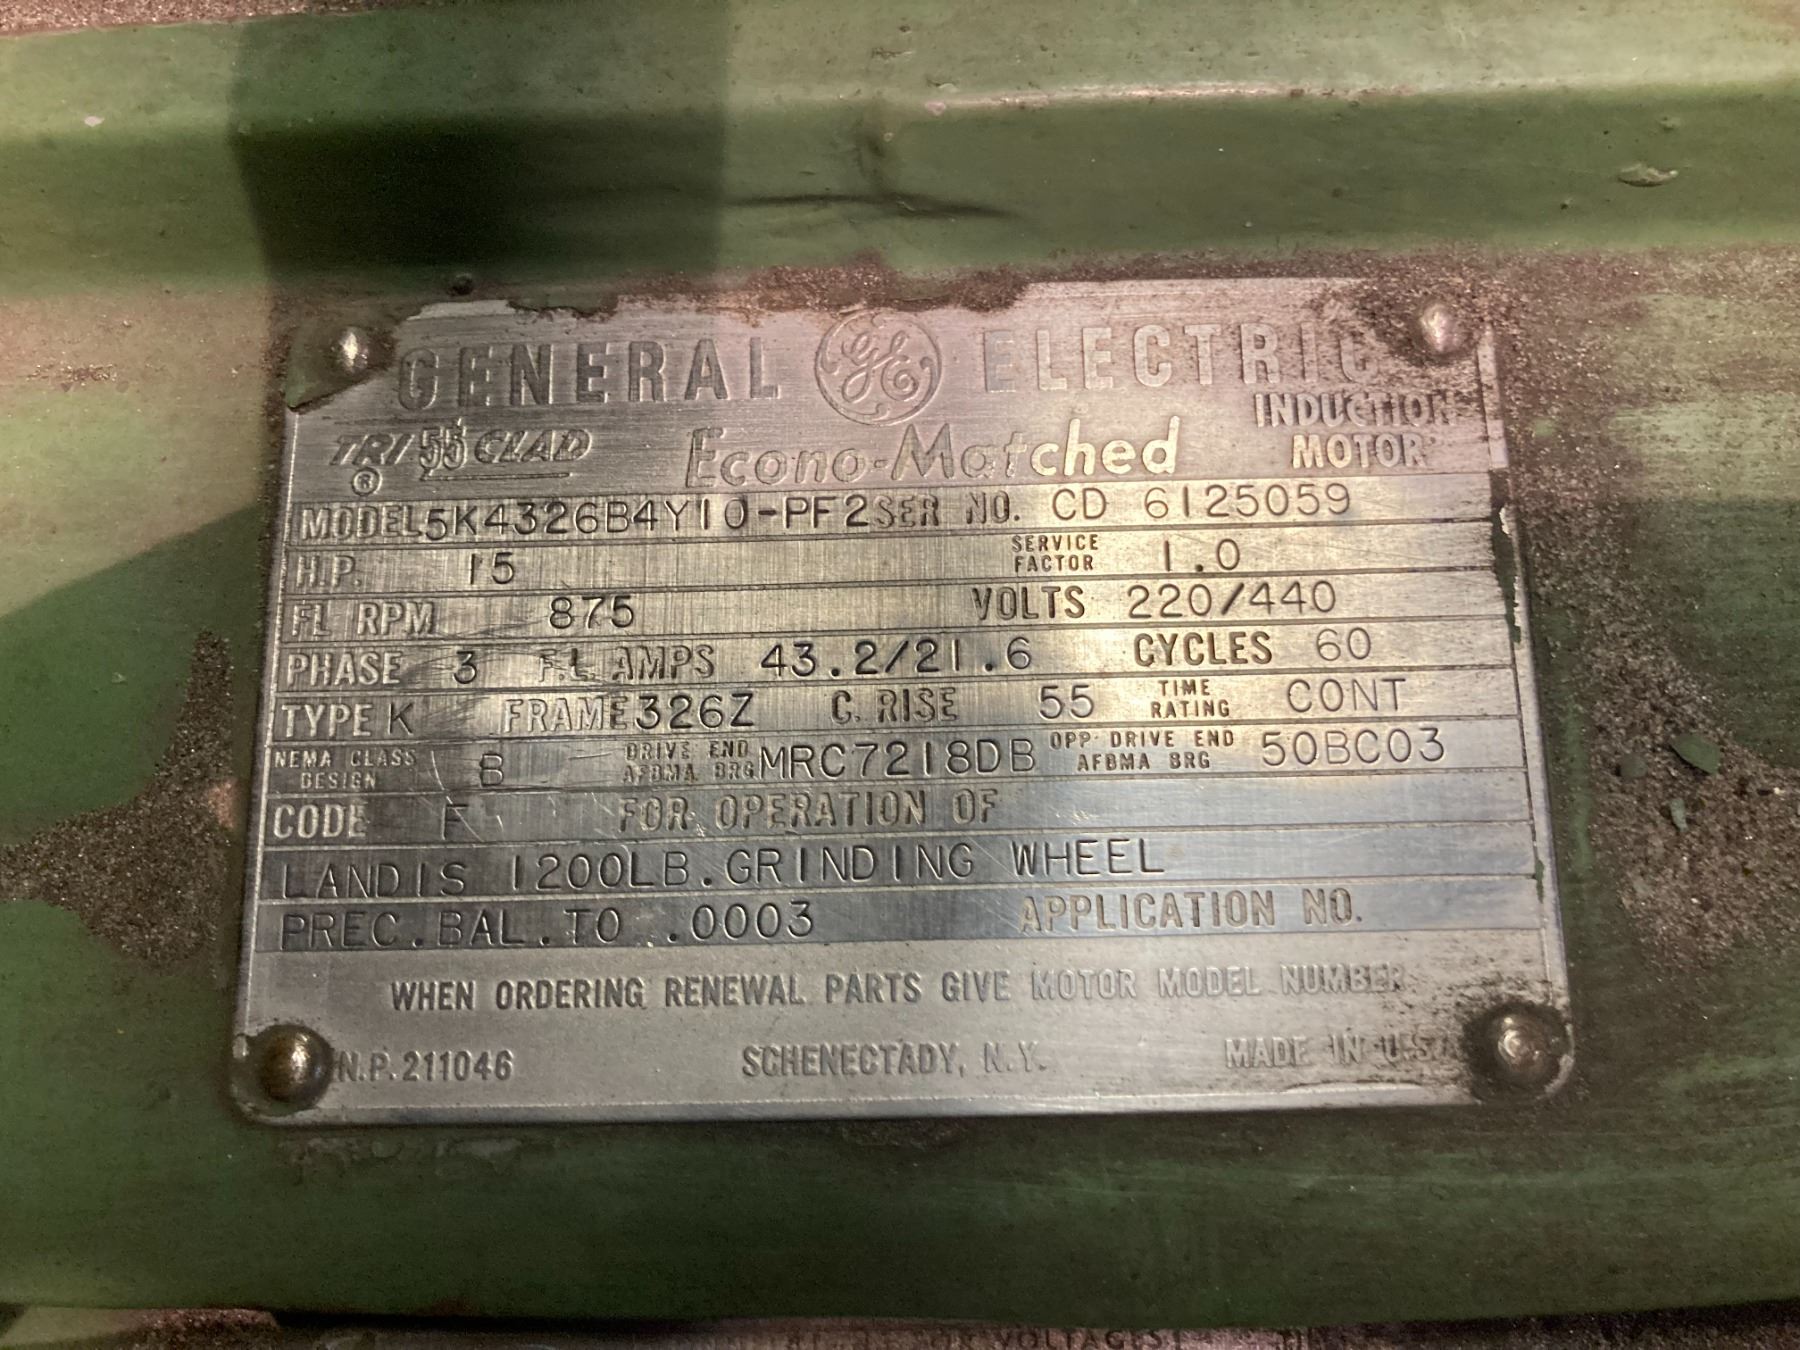 GENERAL GE ELECTRIC
TRI 55 CLAD ® Econo-Matched INDUCTION MOTOR
MODEL 5K4326B4Y10-PF2 SER NO. CD 6125059
H.P. 15 SERVICE FACTOR 1.0
FL RPM 875 VOLTS 220/440
PHASE 3 F.L. AMPS 43.2/21.6 CYCLES 60
TYPE K FRAME 326Z C. RISE 55 TIME RATING CONT
NEMA CLASS DESIGN B DRIVE END AFBMA BRG MRC7218DB OPP DRIVE END AFBMA BRG 50BC03
CODE F FOR OPERATION OF
LANDIS 1200LB. GRINDING WHEEL
PREC. BAL. TO .0003 APPLICATION NO.
WHEN ORDERING RENEWAL PARTS GIVE MOTOR MODEL NUMBER
N.P. 211046 SCHENECTADY, N.Y. MADE IN U.S.A
VOLTAGES